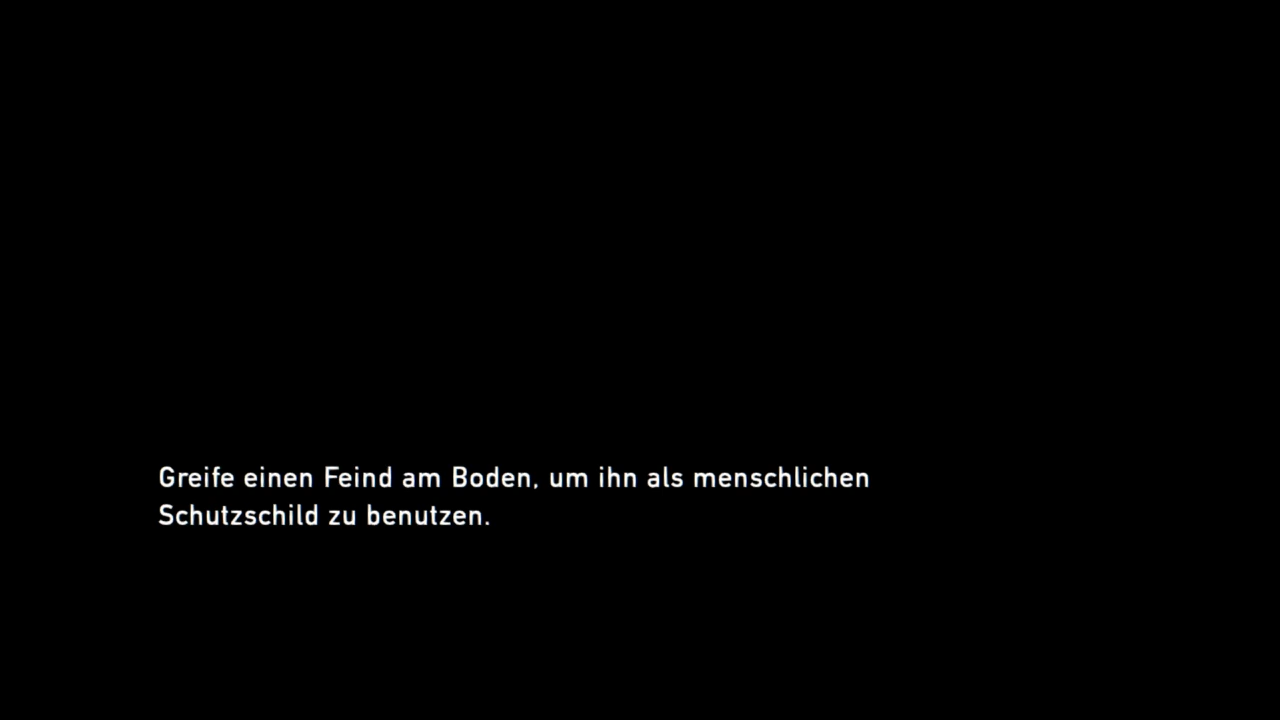 Greife einen Feind am Boden, um ihn als menschlichen
Schutzschild zu benutzen.